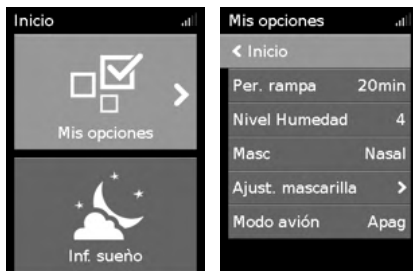 Inicio
Mis opciones
Inf. sueño
Mis opciones
Inicio
Per. rampa 20min
Nivel Humedad 4
Masc Nasal
Ajust. mascarilla
Modo avión Apag